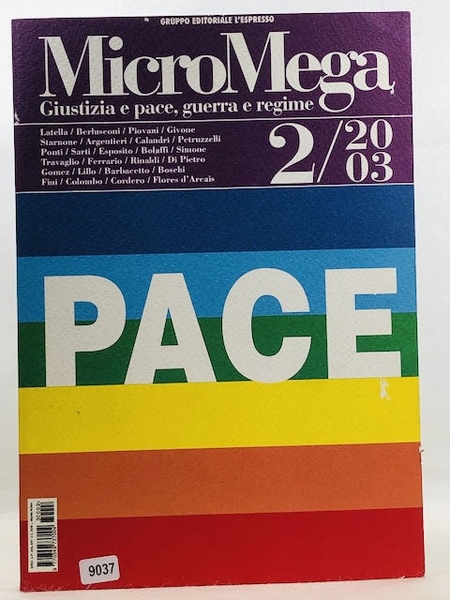 GRUPPO EDITORIALE L'ESPRESSO
MicroMega
Giustizia e pace, guerra e regime
Latella / Berlusconi / Piovani / Givone
Starnone / Argentieri / Calandri / Petruzzelli
Ponti / Sarti / Esposito / Bolaffi / Simone
Travaglio / Ferrario / Rinaldi / Di Pietro
Gomez / Lillo / Barbacetto / Boschi
Fini / Colombo / Cordero / Flores d'Arcais
2/20
03
PACE
9037